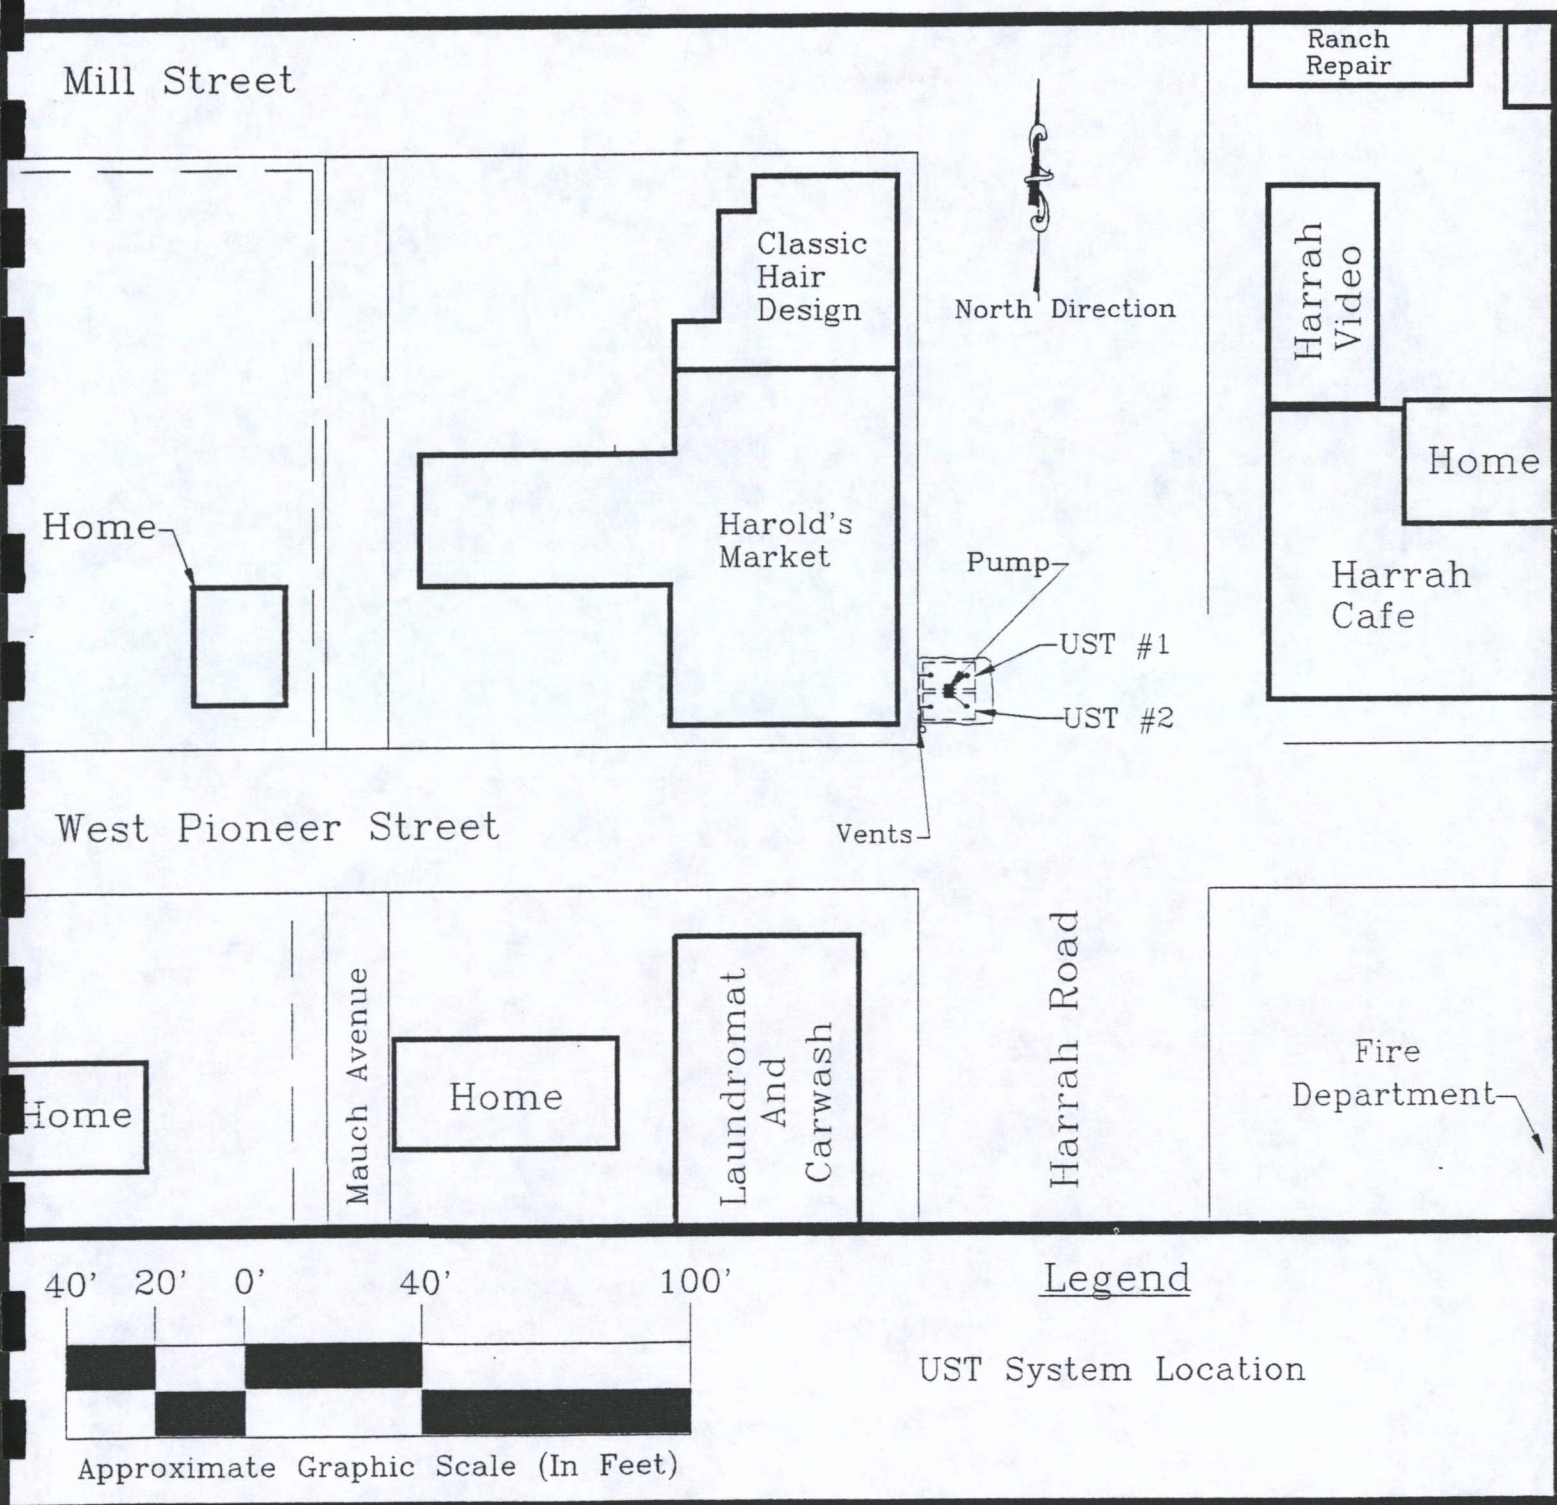 Ranch
Repair
Mill Street
Classic
Hair
Design
North Direction
Harrah
Video
Home
Home
Harold's
Market
Pump
Harrah
Cafe
UST #1
UST #2
West Pioneer Street
Vents
Mauch Avenue
Home
Home
Laundromat
And
Carwash
Harrah Road
Fire
Department
40' 20' 0' 40' 100'
Approximate Graphic Scale (In Feet)
Legend
UST System Location